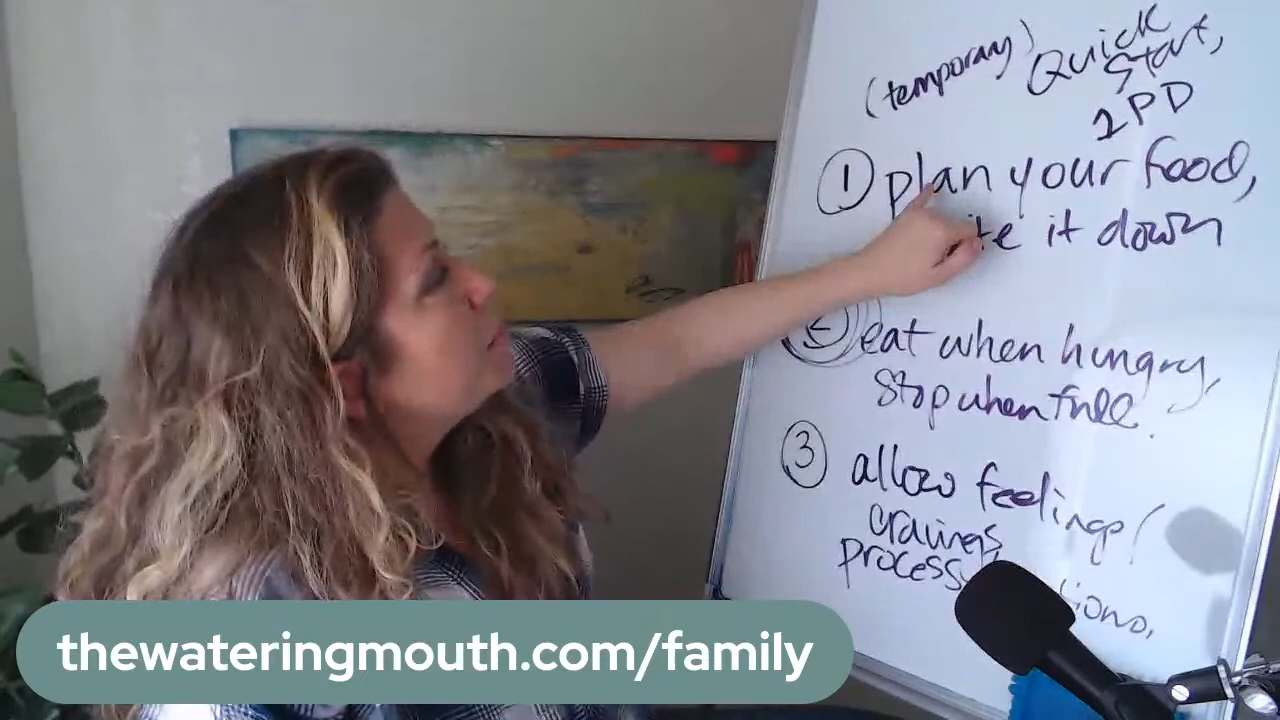 (temporary) Quick
Start,
2PD
① plan your food,
it down
② eat when hungry,
stop when full.
③ allow feelings/
cravings
process
thewateringmouth.com/family